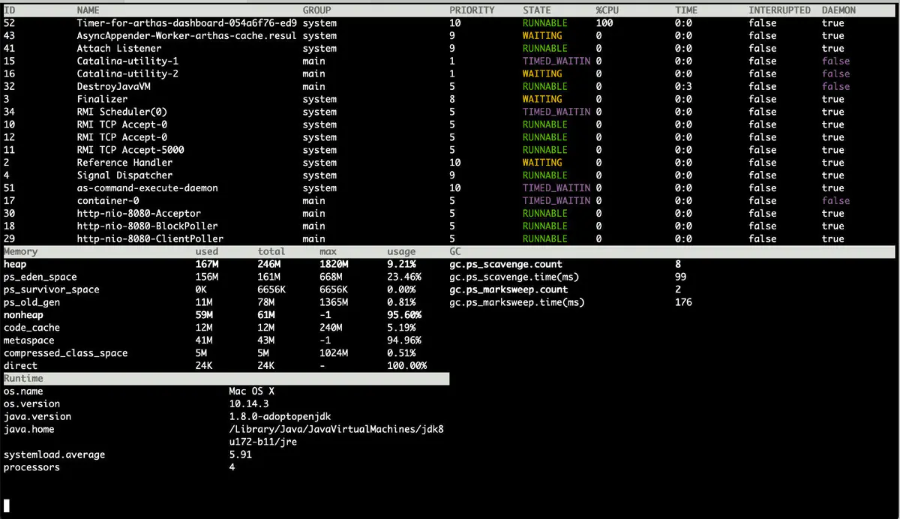 ID NAME GROUP PRIORITY STATE %CPU TIME INTERRUPTED DAEMON
52 Timer-for-arthas-dashboard-054a6f76-ed9 system 10 RUNNABLE 100 0:0 false true
43 AsyncAppender-Worker-arthas-cache.resul system 9 WAITING 0 0:0 false true
41 Attach Listener system 9 RUNNABLE 0 0:0 false true
15 Catalina-utility-1 main 1 TIMED_WAITIN 0 0:0 false false
16 Catalina-utility-2 main 1 WAITING 0 0:0 false false
32 DestroyJavaVM main 5 RUNNABLE 0 0:3 false false
3 Finalizer system 8 WAITING 0 0:0 false true
34 RMI Scheduler(0) system 5 TIMED_WAITIN 0 0:0 false true
10 RMI TCP Accept-0 system 5 RUNNABLE 0 0:0 false true
12 RMI TCP Accept-0 system 5 RUNNABLE 0 0:0 false true
11 RMI TCP Accept-5000 system 5 RUNNABLE 0 0:0 false true
2 Reference Handler system 10 WAITING 0 0:0 false true
4 Signal Dispatcher system 9 RUNNABLE 0 0:0 false true
51 as-command-execute-daemon system 10 TIMED_WAITIN 0 0:0 false true
17 container-0 main 5 TIMED_WAITIN 0 0:0 false false
30 http-nio-8080-Acceptor main 5 RUNNABLE 0 0:0 false true
18 http-nio-8080-BlockPoller main 5 RUNNABLE 0 0:0 false true
29 http-nio-8080-ClientPoller main 5 RUNNABLE 0 0:0 false true
Memory used total max usage GC
heap 167M 246M 1820M 9.21% gc.ps_scavenge.count 8
ps_eden_space 156M 161M 668M 23.46% gc.ps_scavenge.time(ms) 99
ps_survivor_space 0K 6656K 6656K 0.00% gc.ps_marksweep.count 2
ps_old_gen 11M 78M 1365M 0.81% gc.ps_marksweep.time(ms) 176
nonheap 59M 61M -1 95.60%
code_cache 12M 12M 240M 5.19%
metaspace 41M 43M -1 94.96%
compressed_class_space 5M 5M 1024M 0.51%
direct 24K 24K - 100.00%
Runtime
os.name Mac OS X
os.version 10.14.3
java.version 1.8.0-adoptopenjdk
java.home /Library/Java/JavaVirtualMachines/jdk8
u172-b11/jre
systemload.average 5.91
processors 4